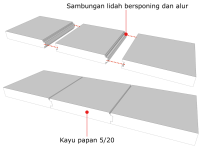 Sambungan lidah bersponing dan alur
Kayu papan 5/20